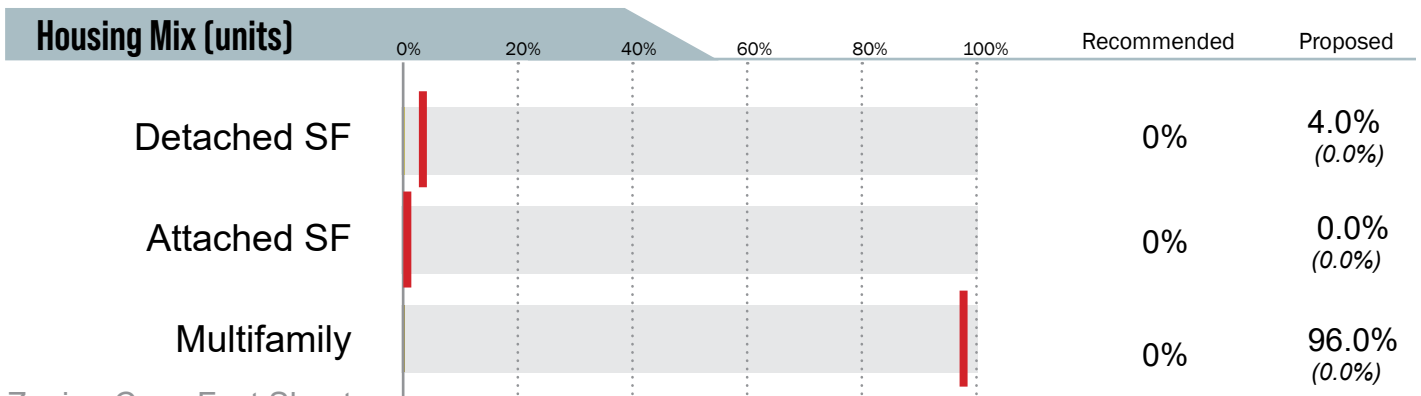 Housing Mix (units) 0% 20% 40% 60% 80% 100% Recommended Proposed
Detached SF 0% 4.0%
(0.0%)
Attached SF 0% 0.0%
(0.0%)
Multifamily 0% 96.0%
(0.0%)